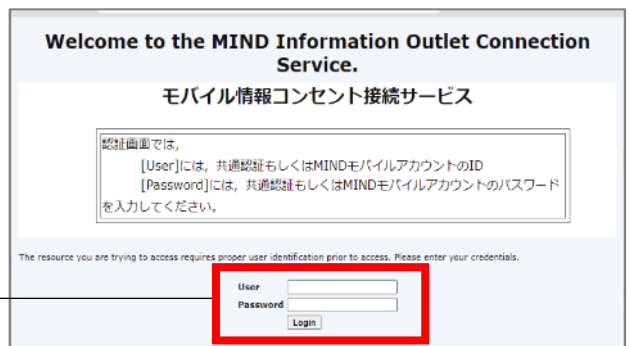 Welcome to the MIND Information Outlet Connection
Service.
モバイル情報コンセント接続サービス
認証画面では,
[User]には, 共通認証もしくはMINDモバイルアカウントのID
[Password]には, 共通認証もしくはMINDモバイルアカウントのパスワード
を入力してください。
The resource you are trying to access requires proper user identification prior to access. Please enter your credentials.
User
Password
Login